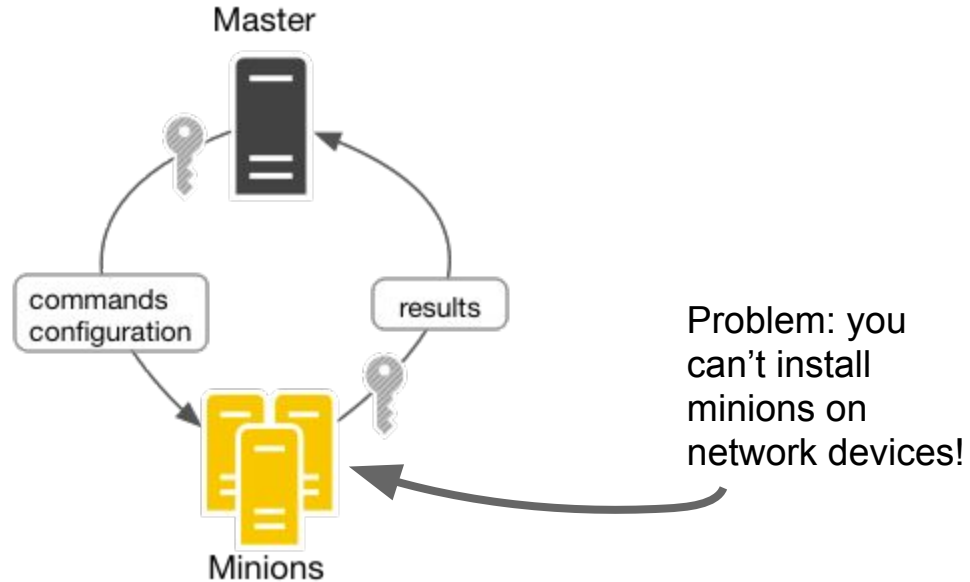 Master
commands
configuration
results
Problem: you
can’t install
minions on
network devices!
Minions